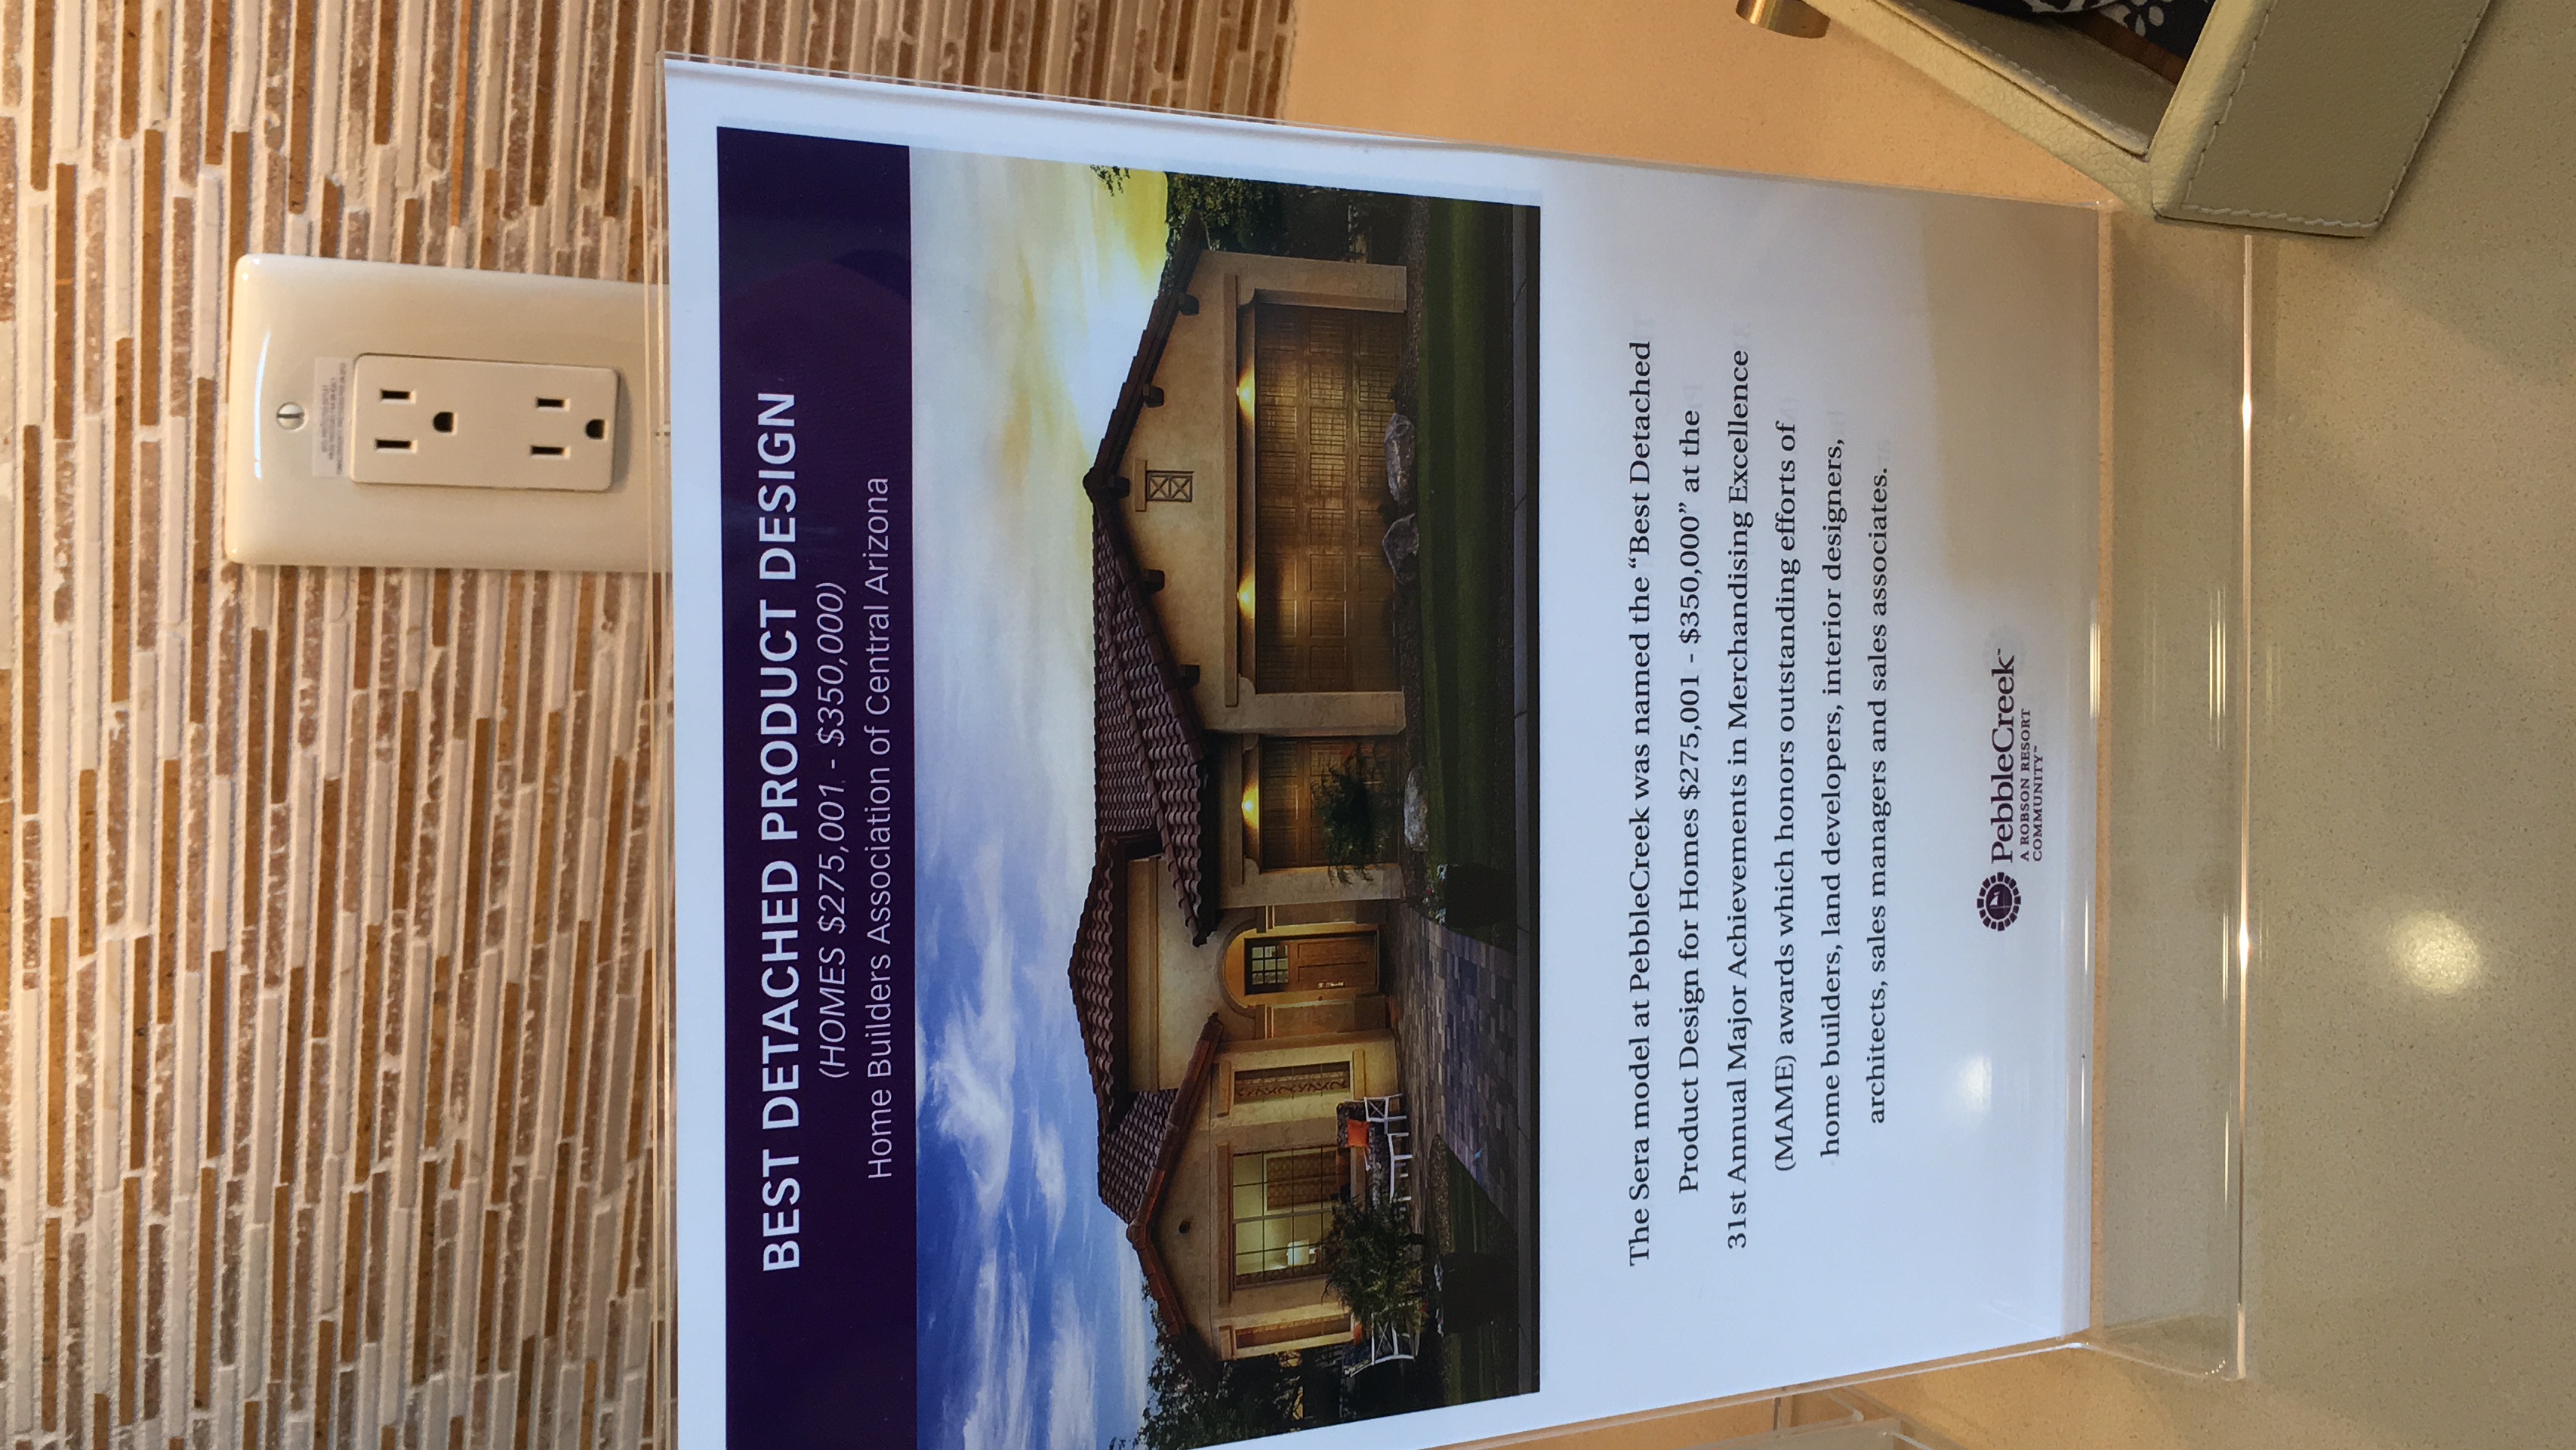 BEST DETACHED PRODUCT DESIGN
(HOMES $275,001 - $350,000)
Home Builders Association of Central Arizona
The Sera model at PebbleCreek was named the “Best Detached
Product Design for Homes $275,001 - $350,000” at the
31st Annual Major Achievements in Merchandising Excellence
(MAME) awards which honors outstanding efforts of
home builders, land developers, interior designers,
architects, sales managers and sales associates.
PebbleCreek™
A ROBSON RESORT
COMMUNITY™